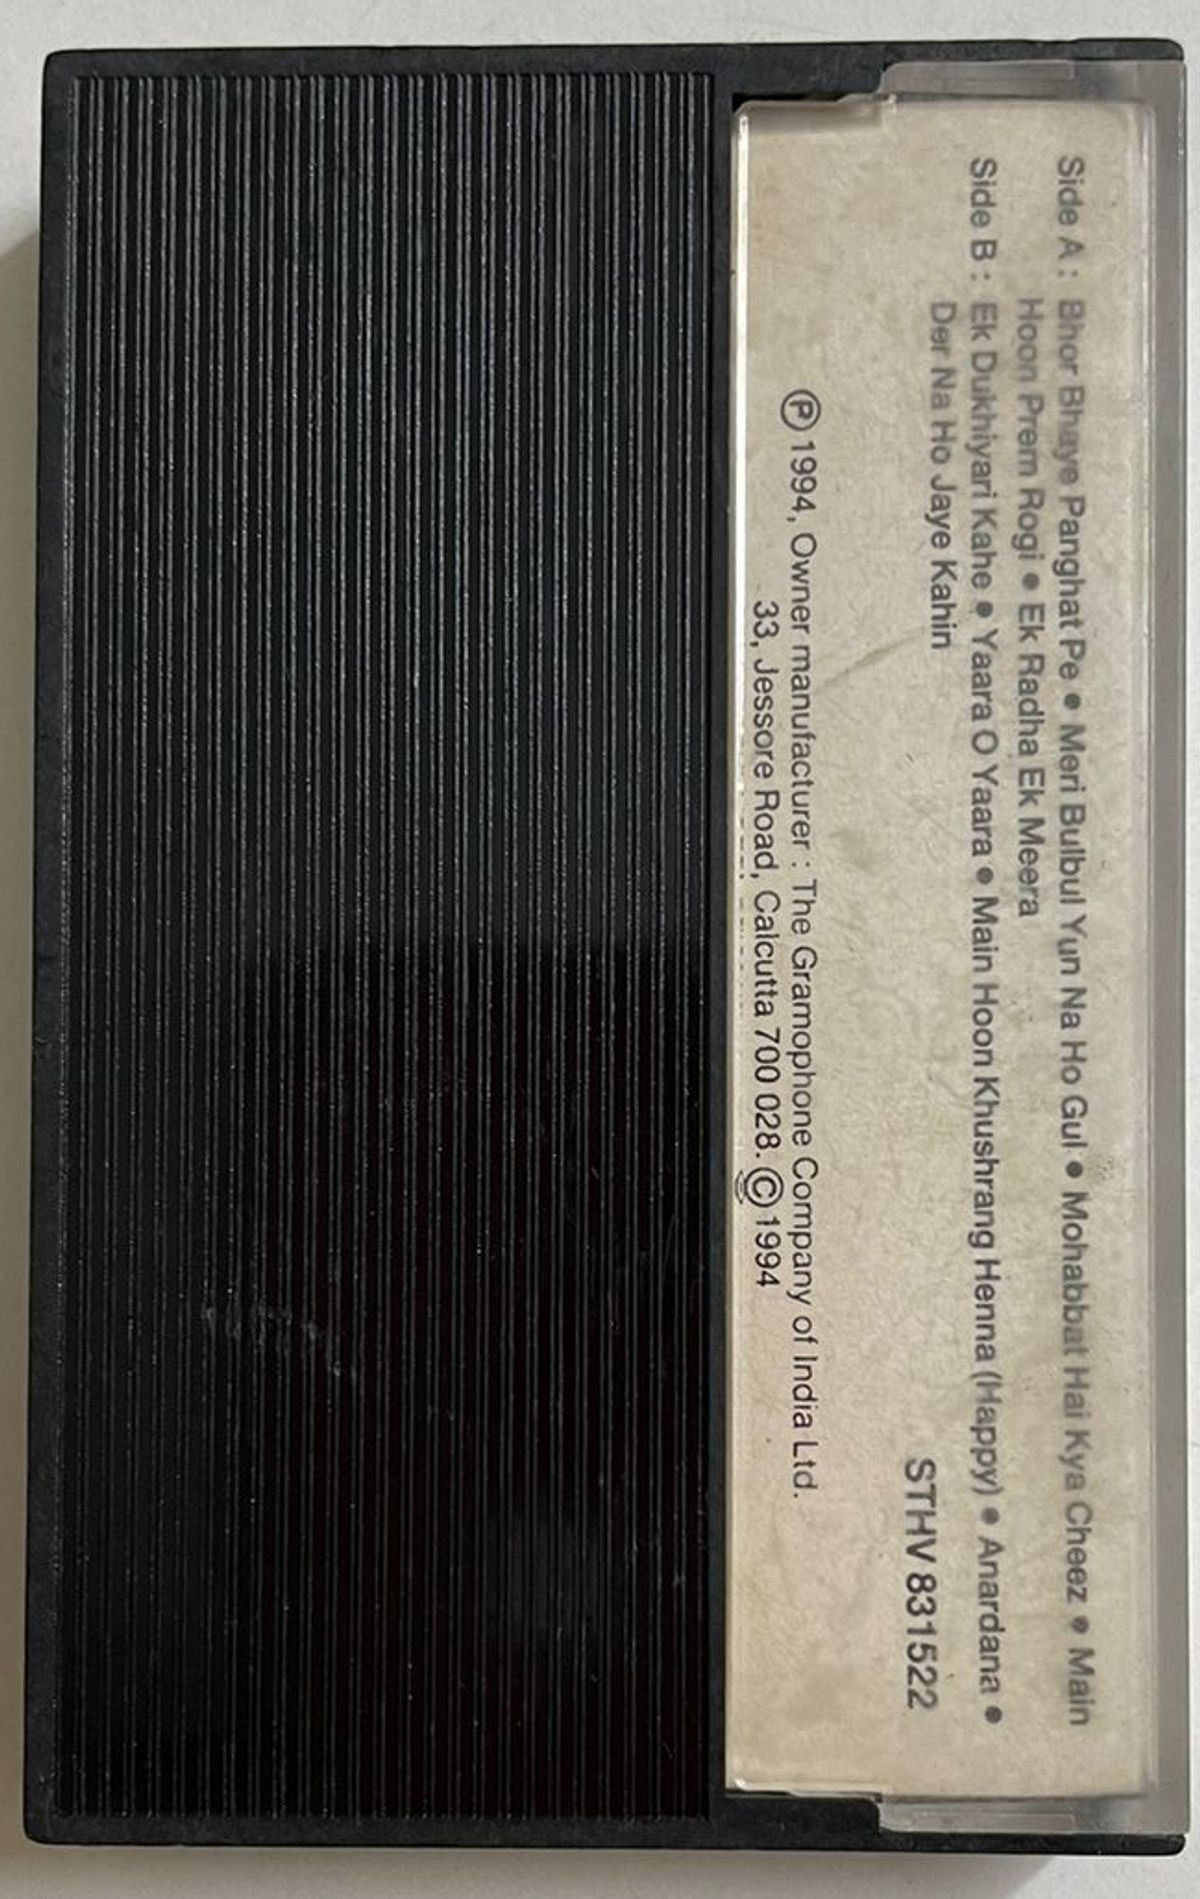 Side A : Bhor Bhaye Panghat Pe ● Meri Bulbul Yun Na Ho Gul ● Mohabbat Hai Kya Cheez ● Main
Hoon Prem Rogi ● Ek Radha Ek Meera
Side B : Ek Dukhiyari Kahe ● Yaara O Yaara ● Main Hoon Khushrang Henna (Happy) ● Anardana ●
Der Na Ho Jaye Kahin
STHV 831522
Ⓟ 1994, Owner manufacturer : The Gramophone Company of India Ltd.
33, Jessore Road, Calcutta 700 028. © 1994